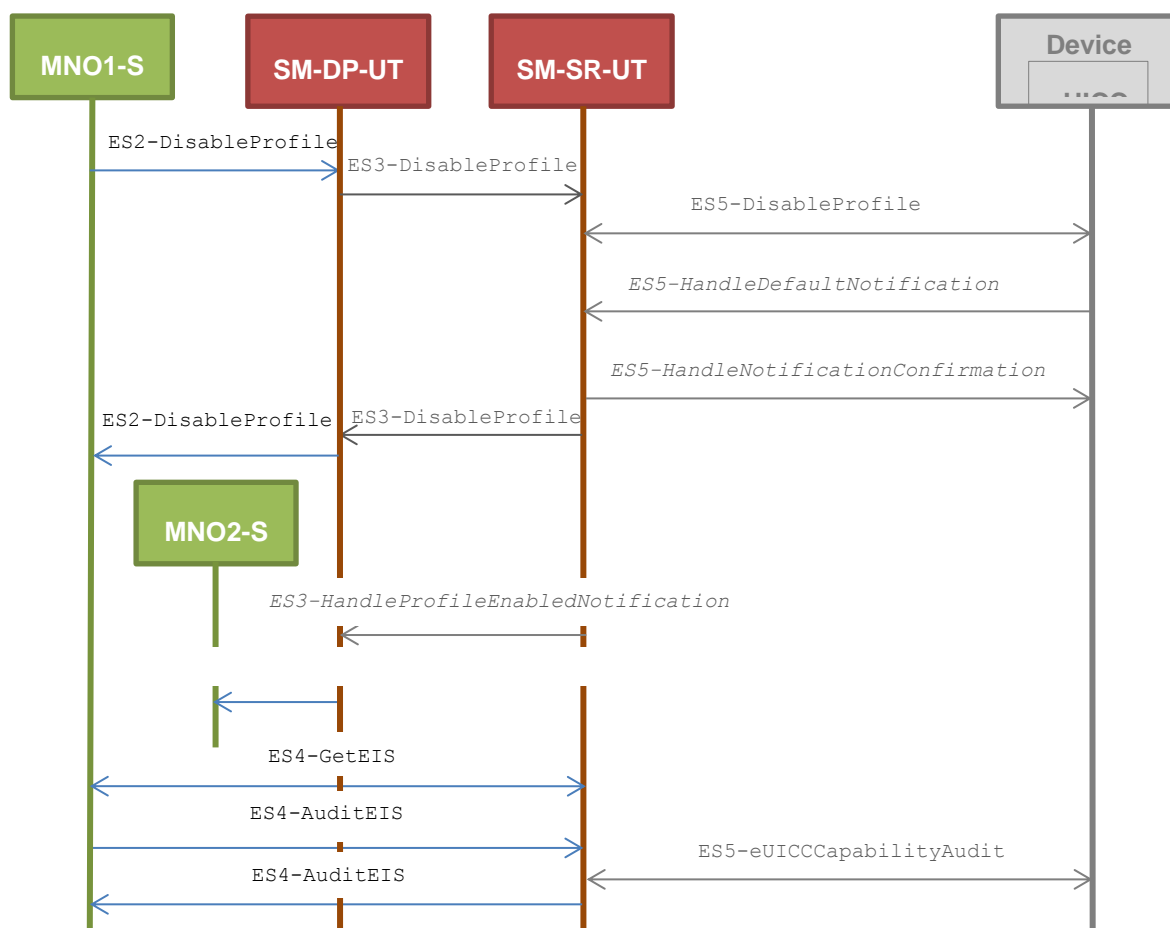 MNO1-S
SM-DP-UT
SM-SR-UT
Device
ES2-DisableProfile
ES3-DisableProfile
ES5-DisableProfile
ES5-HandleDefaultNotification
ES5-HandleNotificationConfirmation
ES2-DisableProfile
ES3-DisableProfile
MNO2-S
ES3-HandleProfileEnabledNotification
ES4-GetEIS
ES4-AuditEIS
ES5-eUICCCapabilityAudit
ES4-AuditEIS